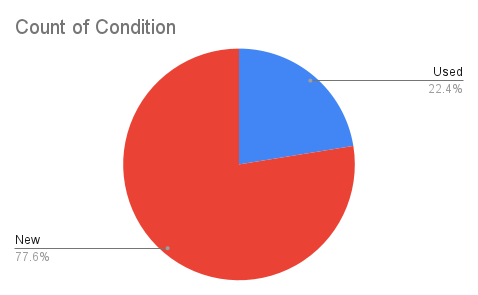 Count of Condition
Used
22.4%
New
77.6%